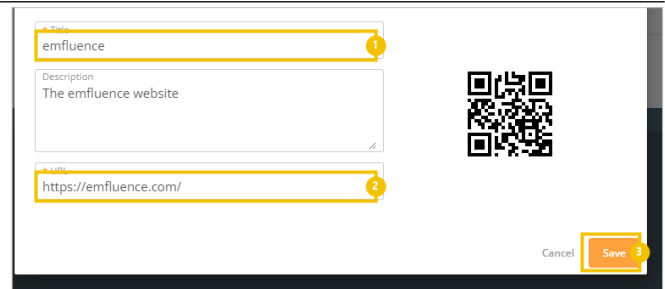 * Title
emfluence
1
Description
The emfluence website
* URL
https://emfluence.com/
2
Cancel
Save
3